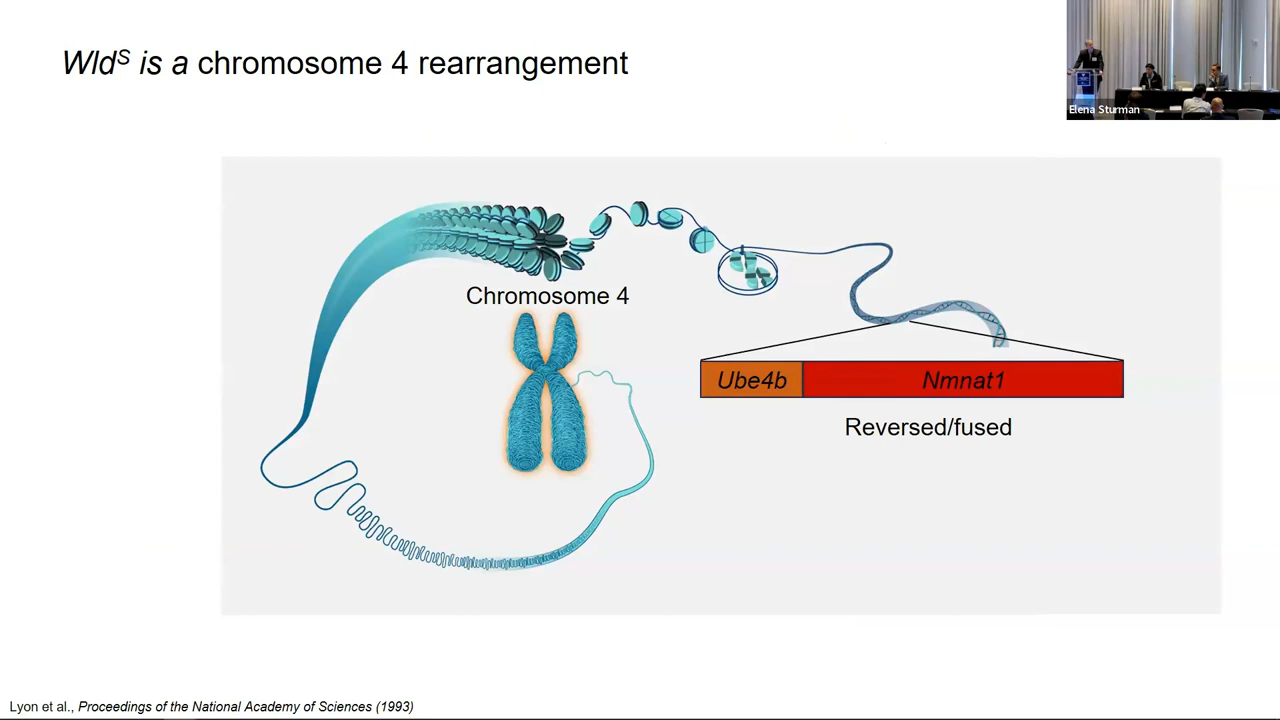 Wldˢ is a chromosome 4 rearrangement
Elena Sturman
Chromosome 4
Ube4b
Nmnat1
Reversed/fused
Lyon et al., Proceedings of the National Academy of Sciences (1993)